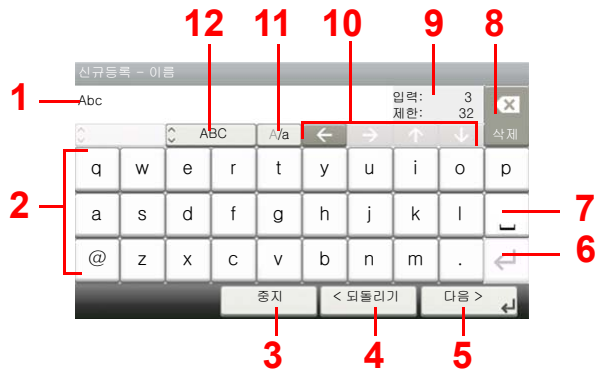 12 11 10 9 8
신규등록 - 이름
1 Abc 입력: 3
제한: 32
ABC A/a 삭제
2 q w e r t y u i o p
a s d f g h j k l 7
@ z x c v b n m . 6
중지 < 되돌리기 다음 >
3 4 5